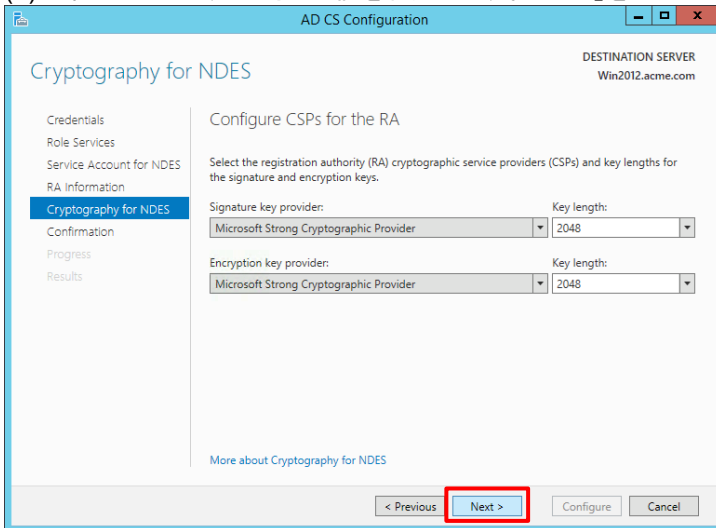 AD CS Configuration
Cryptography for NDES
DESTINATION SERVER
Win2012.acme.com
Credentials
Role Services
Service Account for NDES
RA Information
Cryptography for NDES
Confirmation
Progress
Results
Configure CSPs for the RA
Select the registration authority (RA) cryptographic service providers (CSPs) and key lengths for
the signature and encryption keys.
Signature key provider: Key length:
Microsoft Strong Cryptographic Provider 2048
Encryption key provider: Key length:
Microsoft Strong Cryptographic Provider 2048
More about Cryptography for NDES
< Previous Next > Configure Cancel